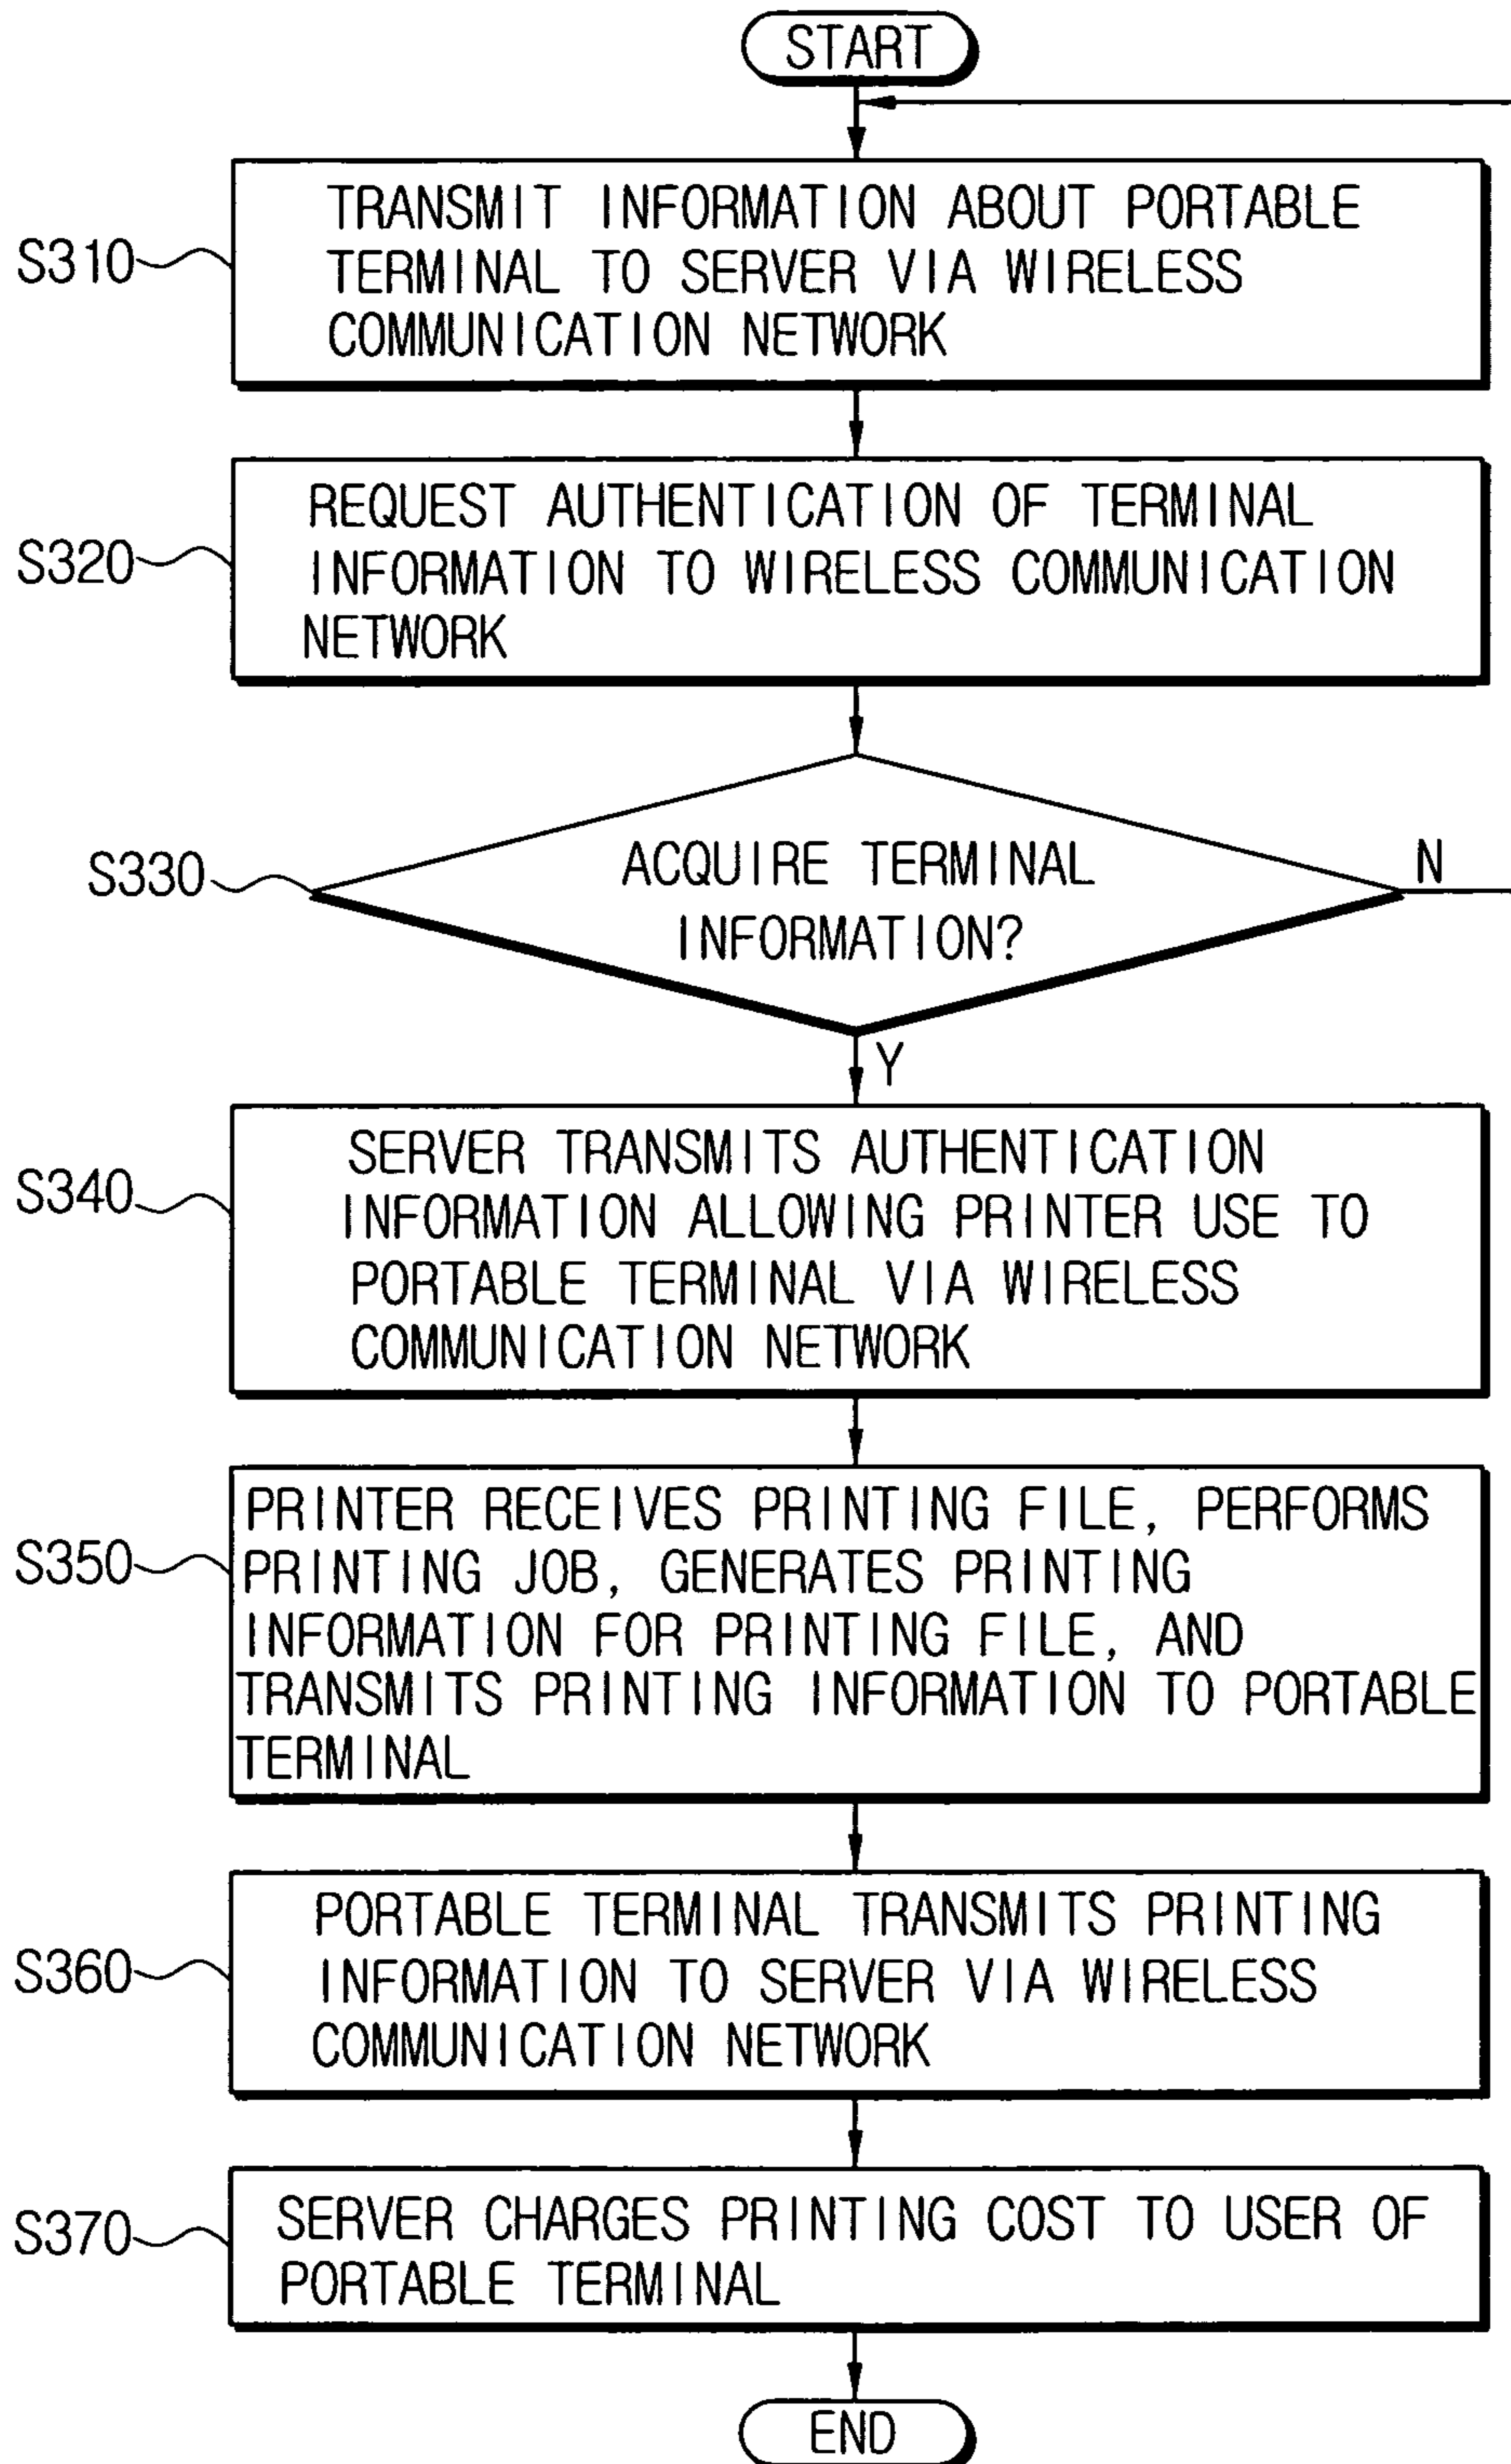 START
S310
TRANSMIT INFORMATION ABOUT PORTABLE
TERMINAL TO SERVER VIA WIRELESS
COMMUNICATION NETWORK
S320
REQUEST AUTHENTICATION OF TERMINAL
INFORMATION TO WIRELESS COMMUNICATION
NETWORK
S330
ACQUIRE TERMINAL
INFORMATION?
N
Y
S340
SERVER TRANSMITS AUTHENTICATION
INFORMATION ALLOWING PRINTER USE TO
PORTABLE TERMINAL VIA WIRELESS
COMMUNICATION NETWORK
S350
PRINTER RECEIVES PRINTING FILE, PERFORMS
PRINTING JOB, GENERATES PRINTING
INFORMATION FOR PRINTING FILE, AND
TRANSMITS PRINTING INFORMATION TO PORTABLE
TERMINAL
S360
PORTABLE TERMINAL TRANSMITS PRINTING
INFORMATION TO SERVER VIA WIRELESS
COMMUNICATION NETWORK
S370
SERVER CHARGES PRINTING COST TO USER OF
PORTABLE TERMINAL
END